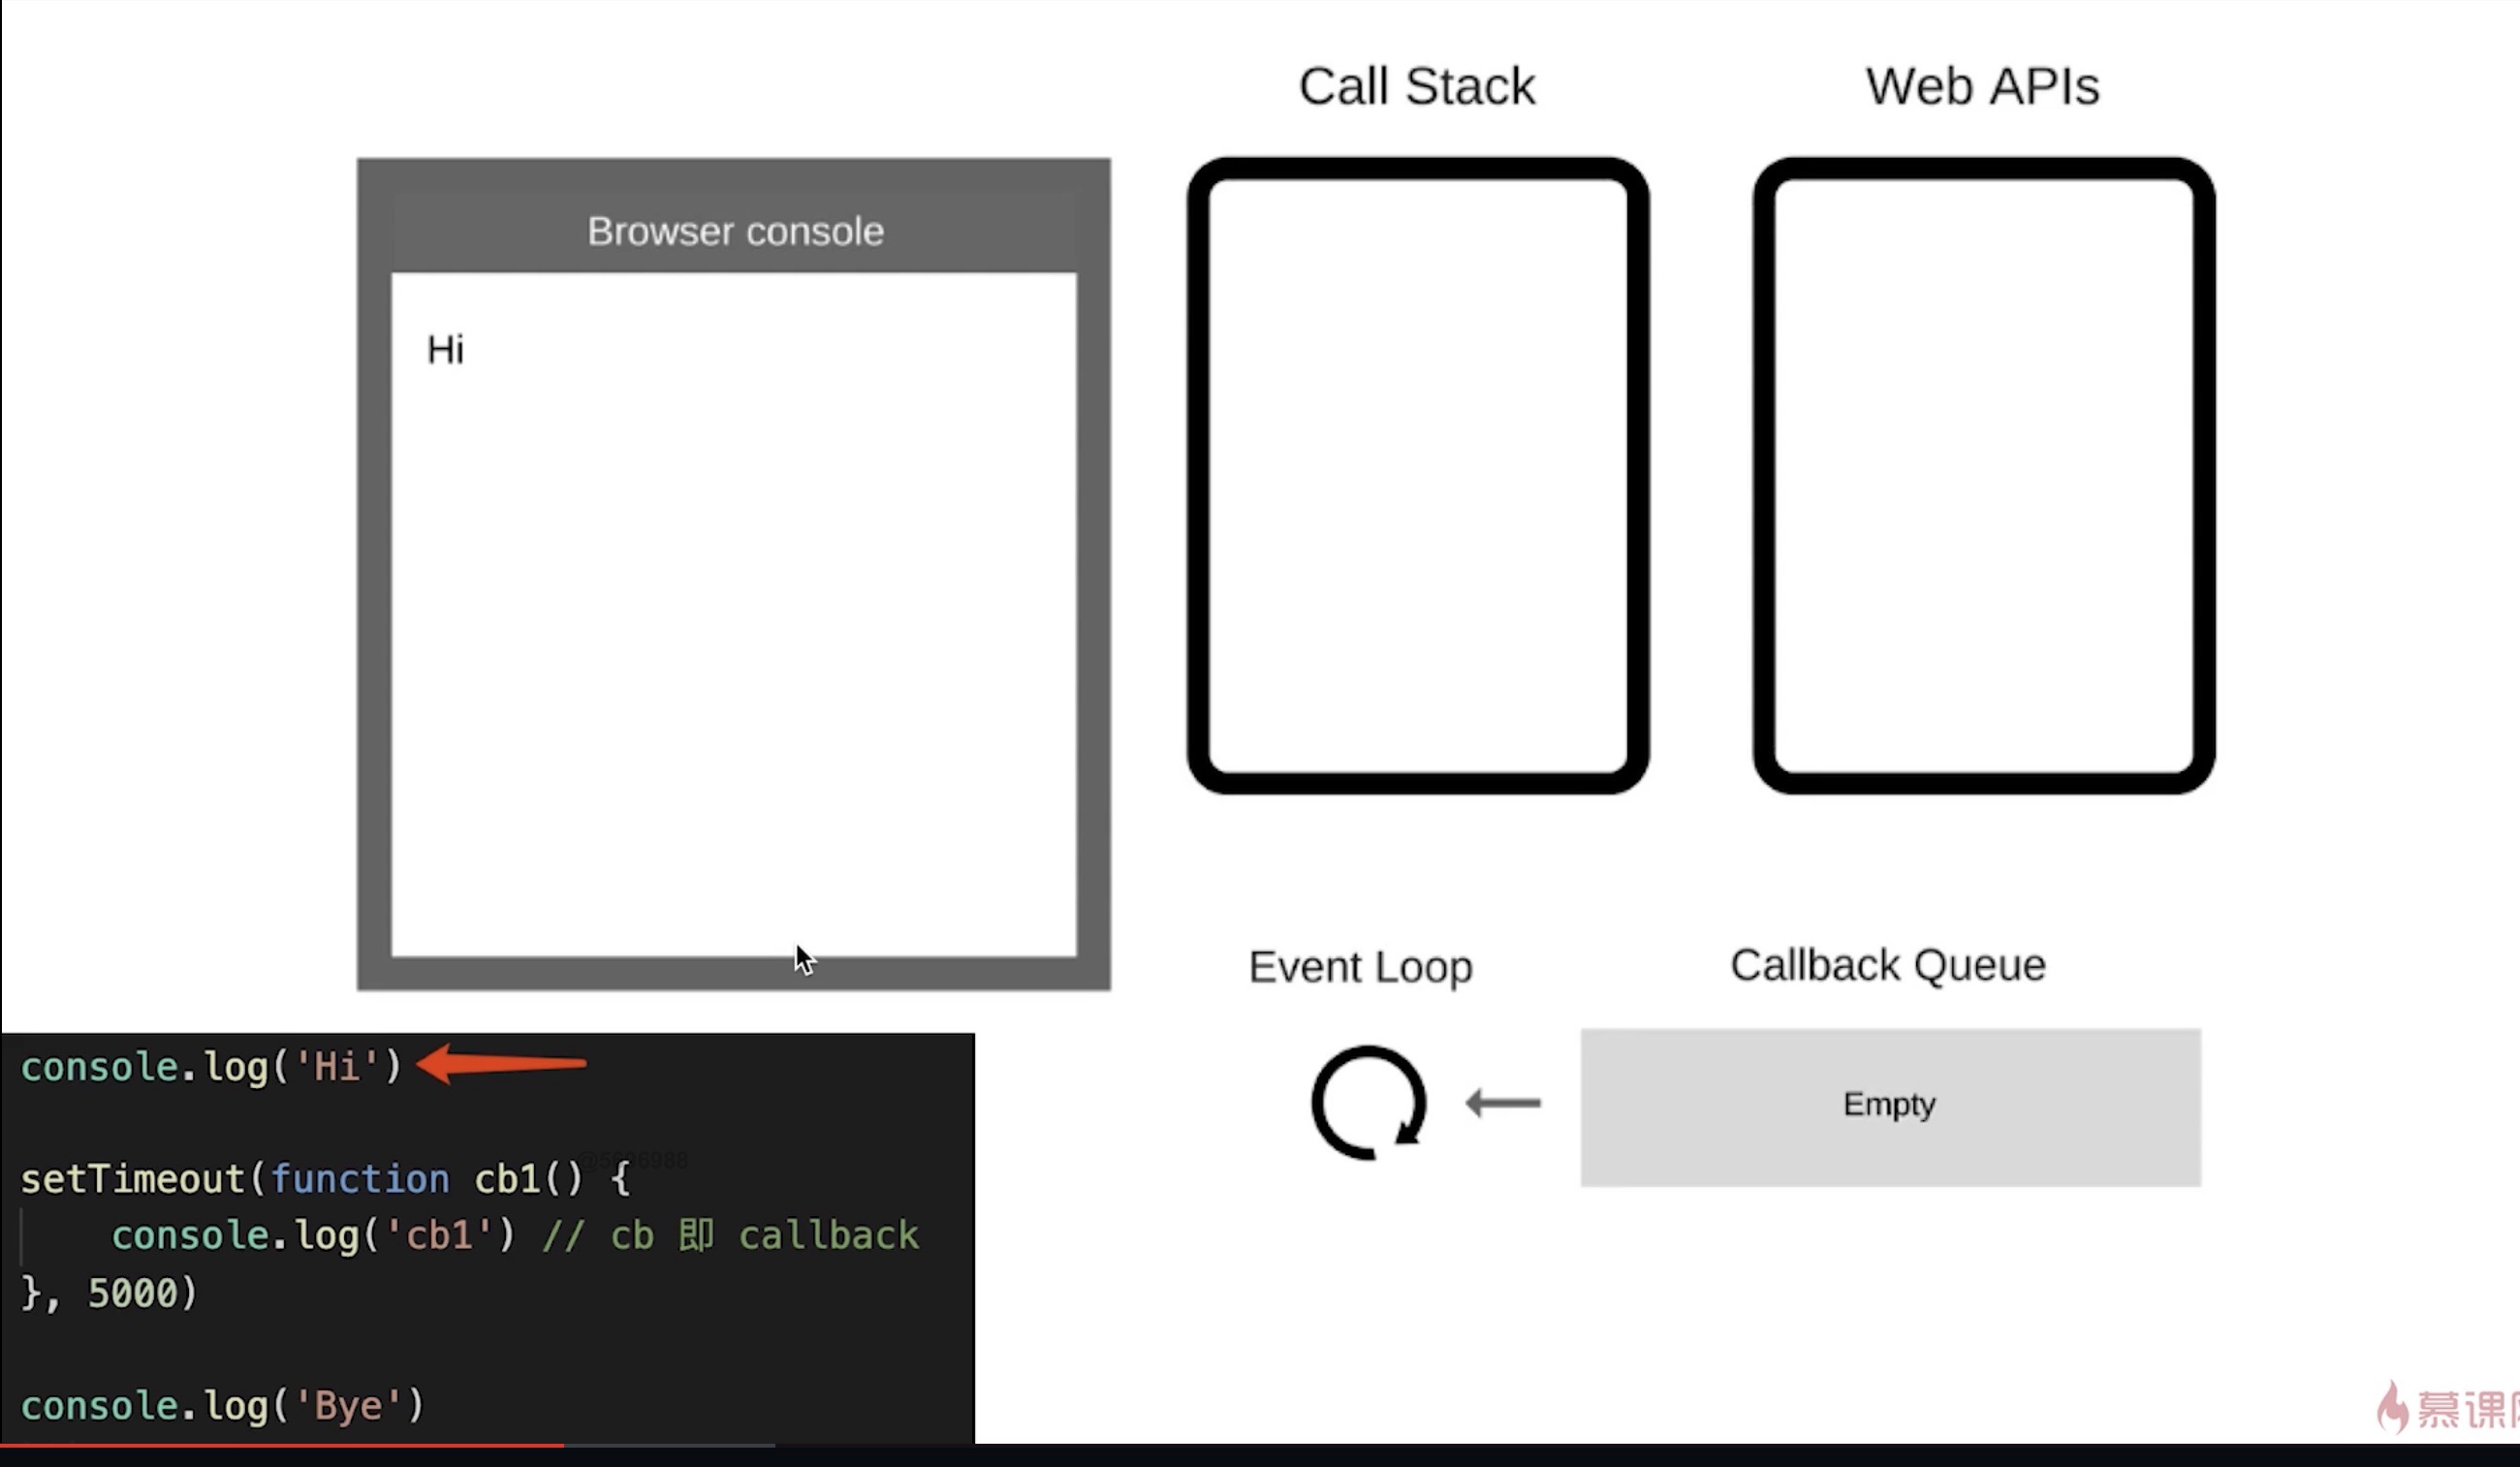 Call Stack
Web APIs
Browser console
Hi
Event Loop
Callback Queue
Empty
console.log('Hi')
setTimeout(function cb1() {
console.log('cb1') // cb 即 callback
}, 5000)
console.log('Bye')
慕课